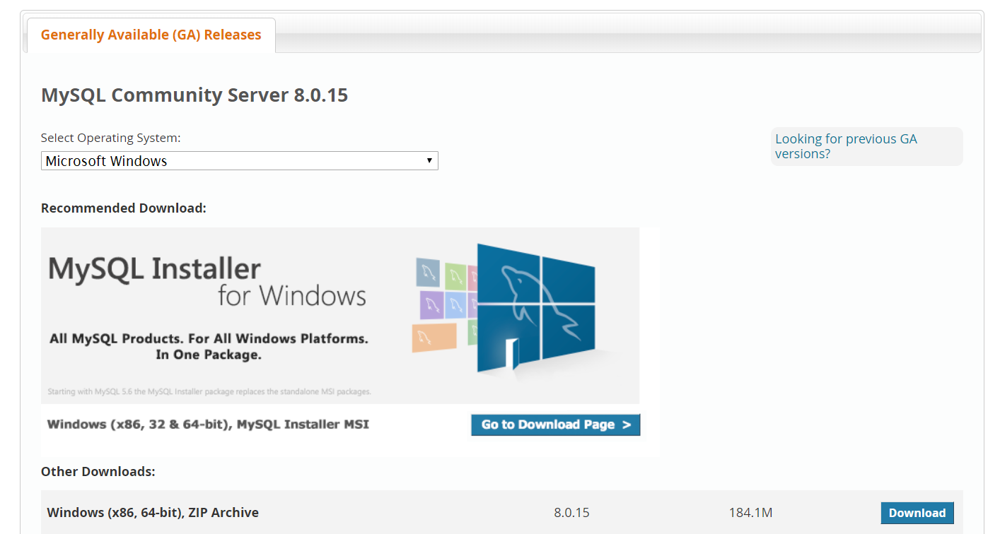 Generally Available (GA) Releases
MySQL Community Server 8.0.15
Select Operating System:
Microsoft Windows
Looking for previous GA
versions?
Recommended Download:
MySQL Installer
for Windows
All MySQL Products. For All Windows Platforms.
In One Package.
Starting with MySQL 5.6 the MySQL Installer package replaces the standalone MSI packages.
Windows (x86, 32 & 64-bit), MySQL Installer MSI
Go to Download Page >
Other Downloads:
Windows (x86, 64-bit), ZIP Archive 8.0.15 184.1M Download